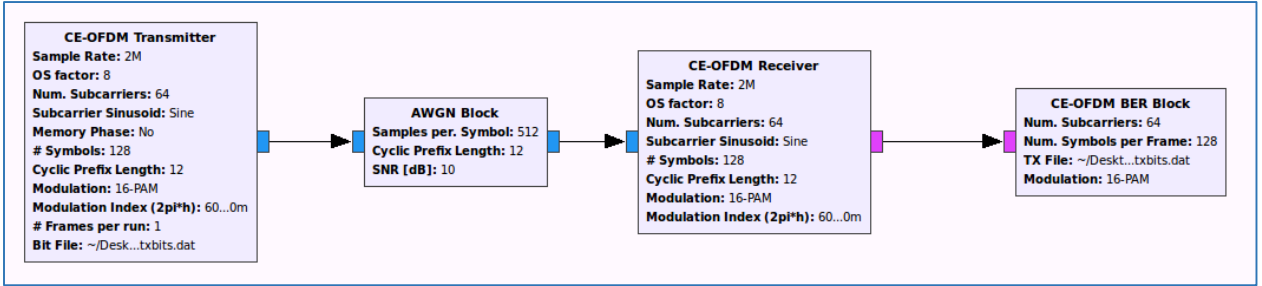 CE-OFDM Transmitter
Sample Rate: 2M
OS factor: 8
Num. Subcarriers: 64
Subcarrier Sinusoid: Sine
Memory Phase: No
# Symbols: 128
Cyclic Prefix Length: 12
Modulation: 16-PAM
Modulation Index (2pi*h): 60...0m
# Frames per run: 1
Bit File: ~/Desk...txbits.dat
AWGN Block
Samples per. Symbol: 512
Cyclic Prefix Length: 12
SNR [dB]: 10
CE-OFDM Receiver
Sample Rate: 2M
OS factor: 8
Num. Subcarriers: 64
Subcarrier Sinusoid: Sine
# Symbols: 128
Cyclic Prefix Length: 12
Modulation: 16-PAM
Modulation Index (2pi*h): 60...0m
CE-OFDM BER Block
Num. Subcarriers: 64
Num. Symbols per Frame: 128
TX File: ~/Deskt...txbits.dat
Modulation: 16-PAM